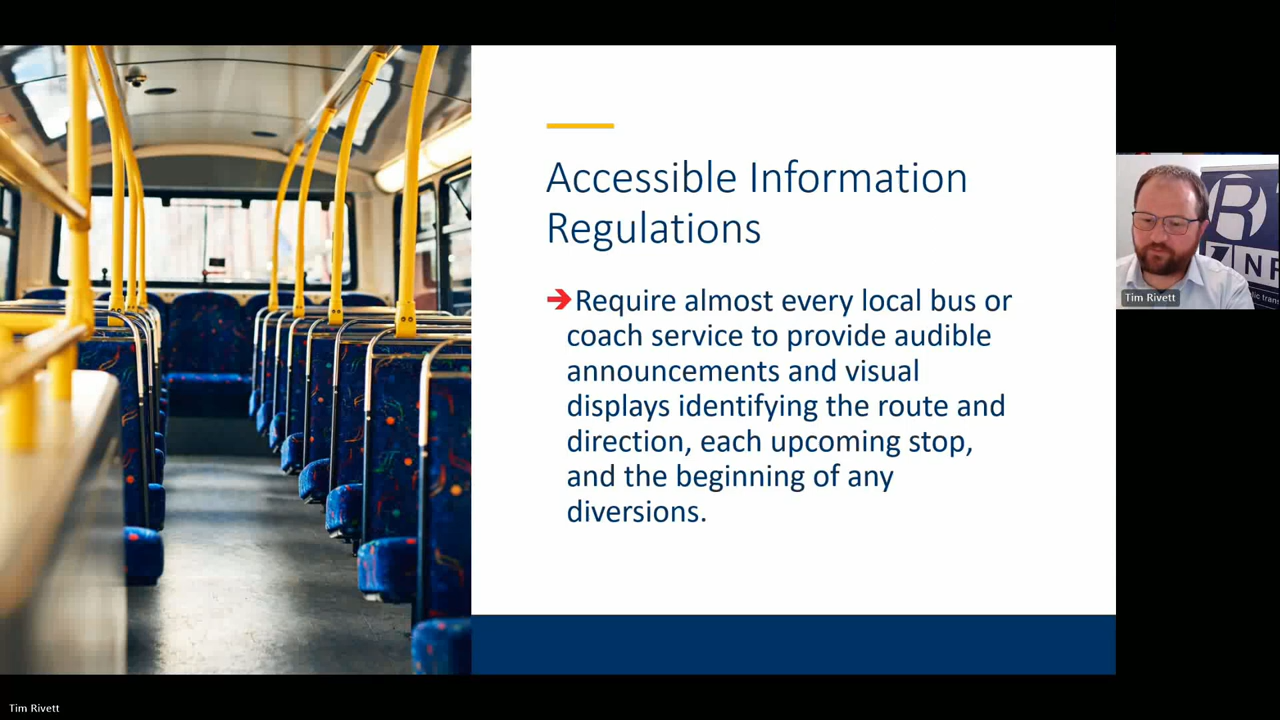 Accessible Information
Regulations
Require almost every local bus or
coach service to provide audible
announcements and visual
displays identifying the route and
direction, each upcoming stop,
and the beginning of any
diversions.
Tim Rivett
Tim Rivett